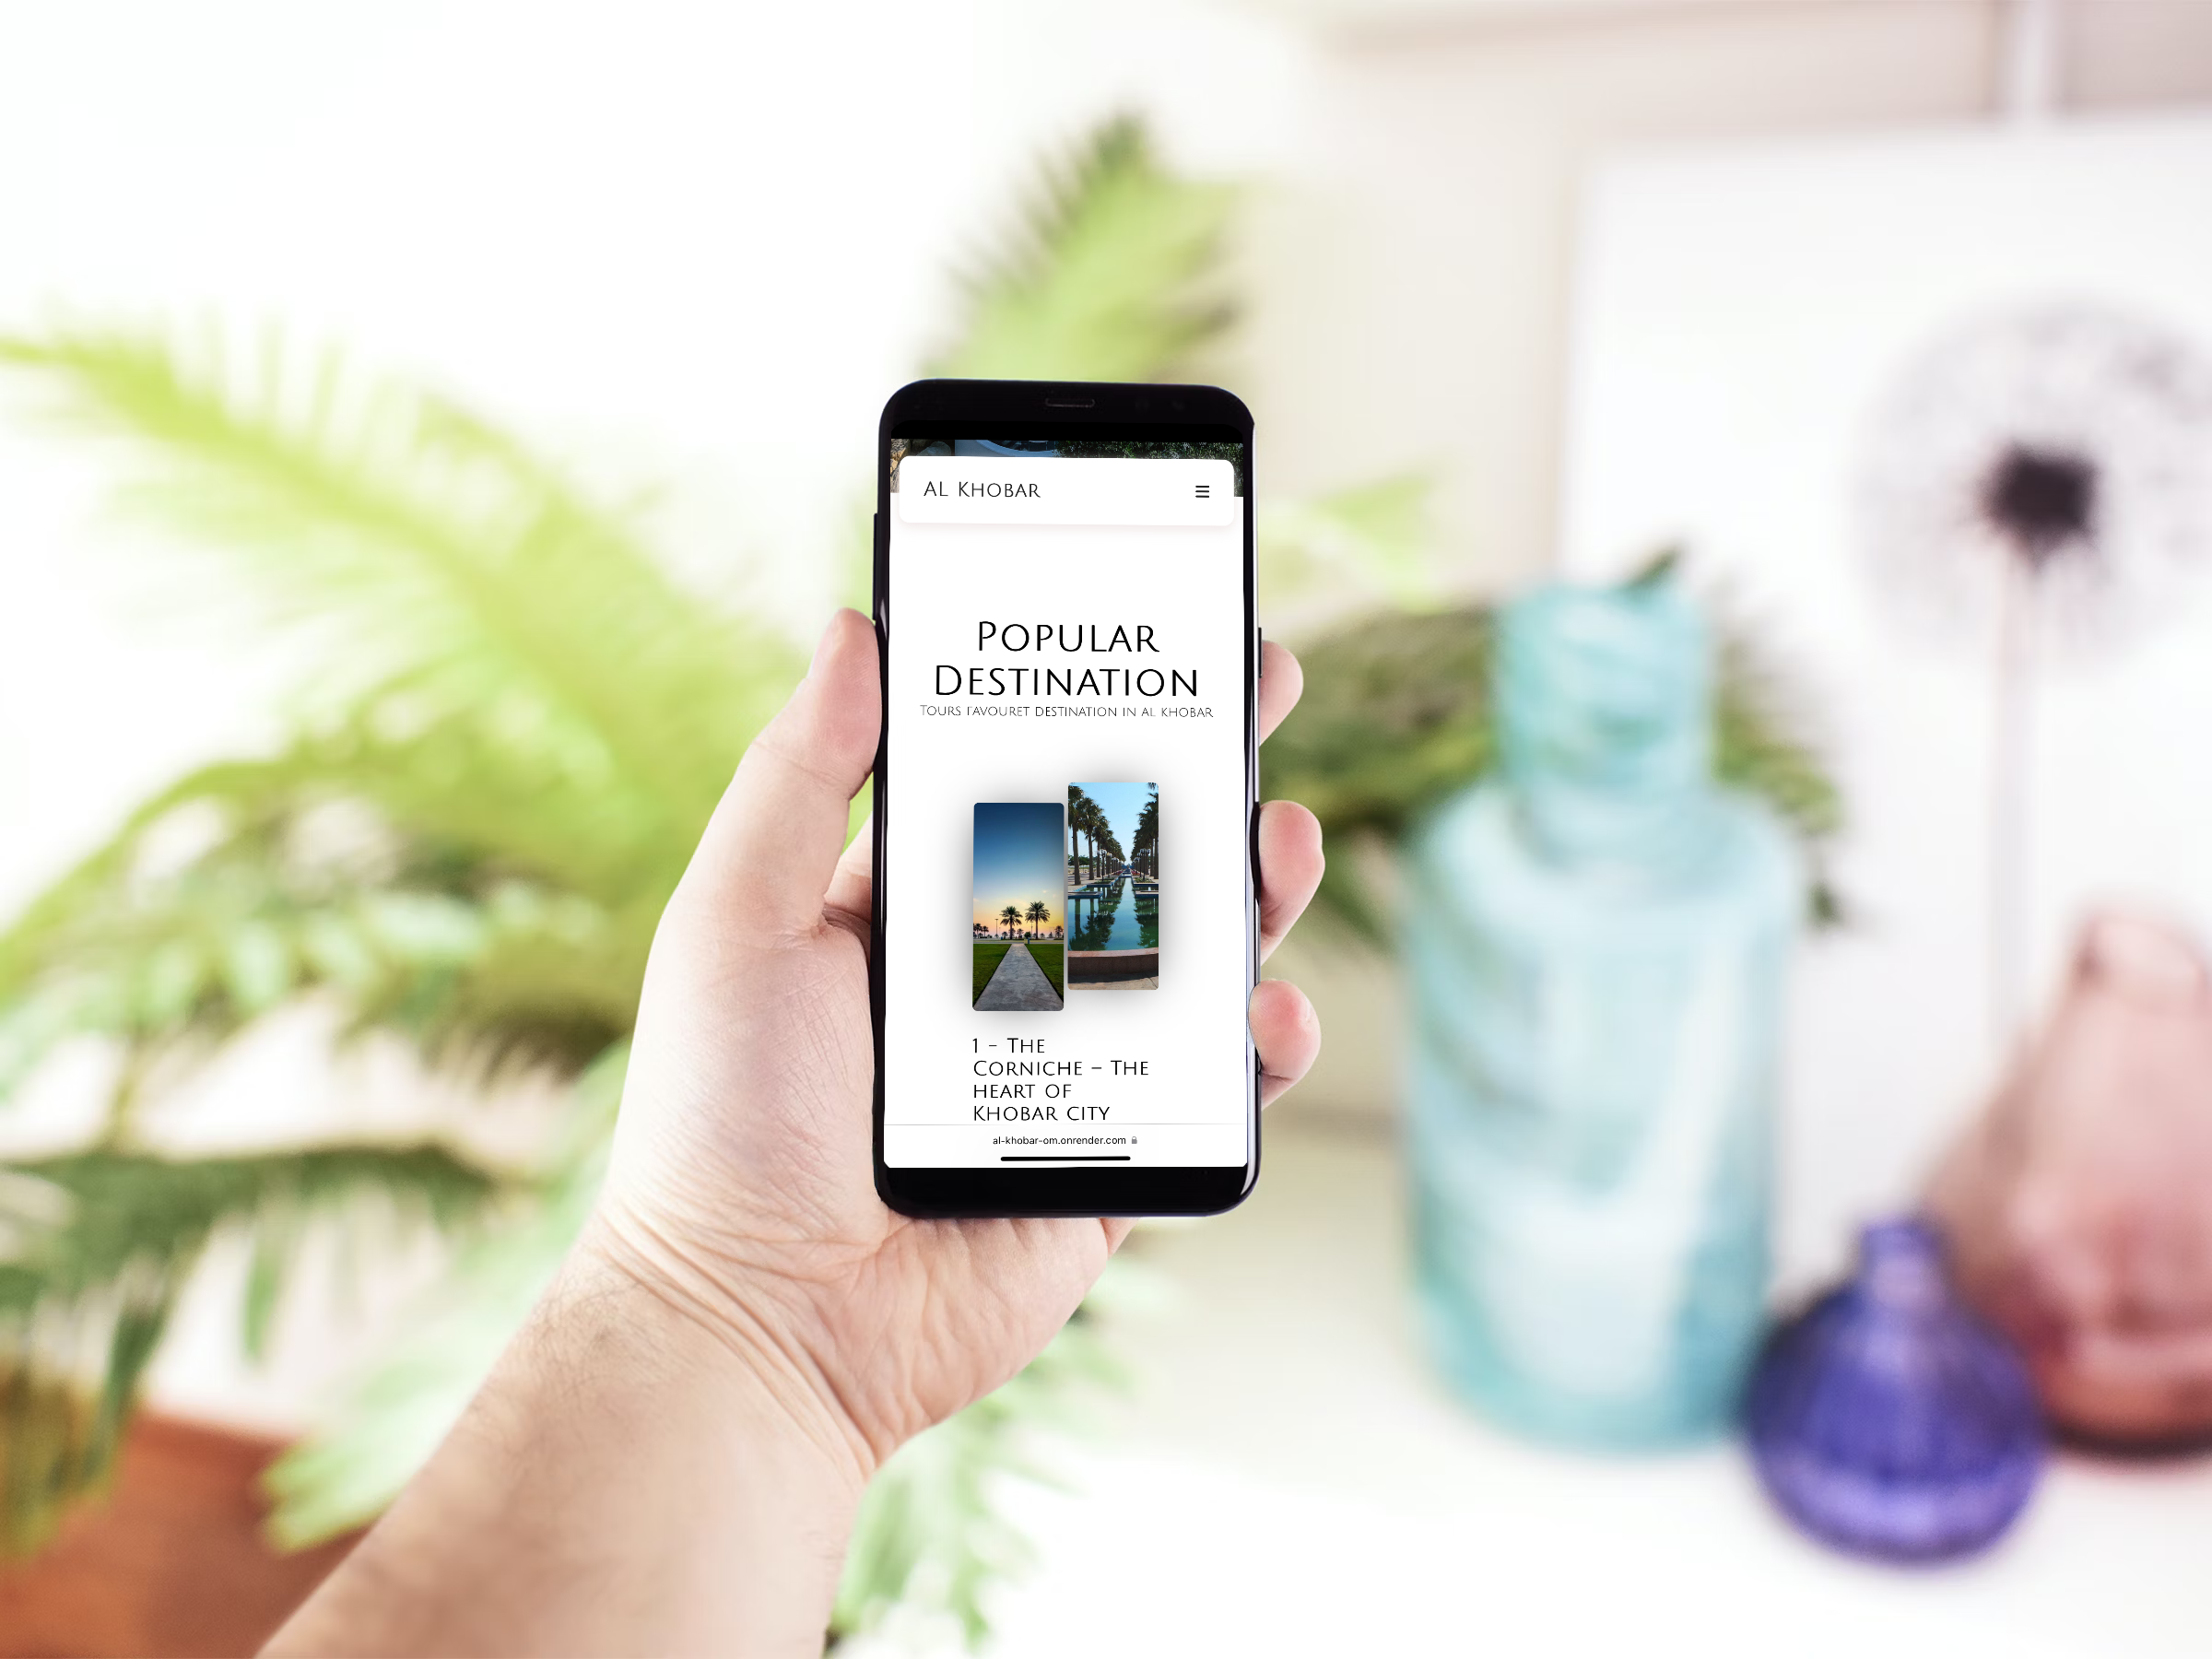 AL KHOBAR
POPULAR
DESTINATION
TOURS FAVOURET DESTINATION IN AL KHOBAR
1 - THE
CORNICHE – THE
HEART OF
KHOBAR CITY
al-khobar-om.onrender.com